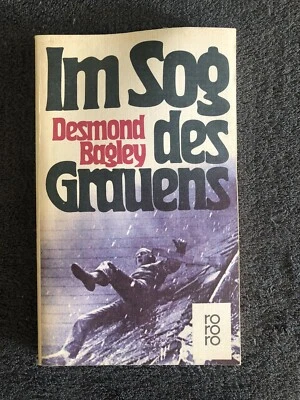 Im Sog
Desmond
Bagley
des
Grauens
ro
ro
ro